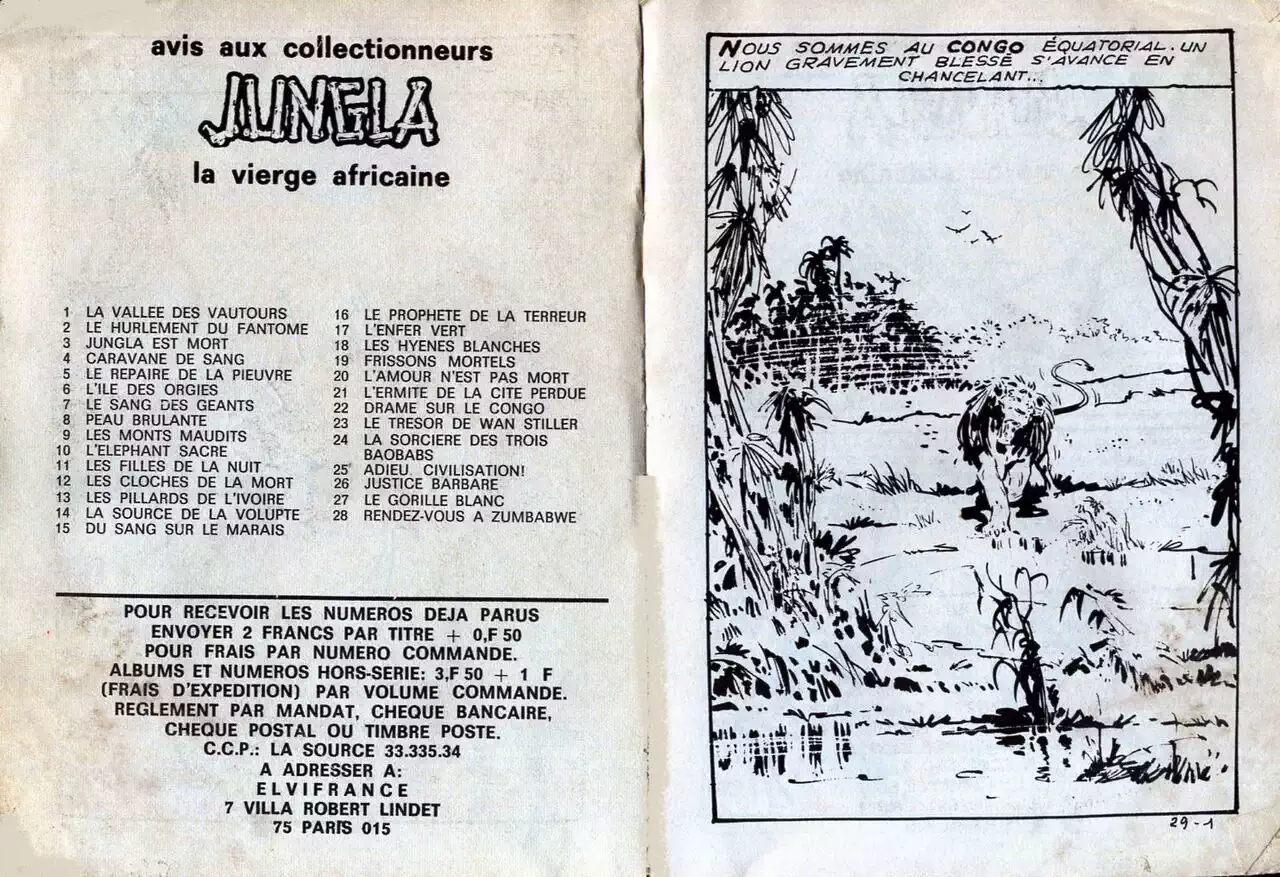 avis aux collectionneurs
JUNGLA
la vierge africaine
1 LA VALLEE DES VAUTOURS
2 LE HURLEMENT DU FANTOME
3 JUNGLA EST MORT
4 CARAVANE DE SANG
5 LE REPAIRE DE LA PIEUVRE
6 L'ILE DES ORGIES
7 LE SANG DES GEANTS
8 PEAU BRULANTE
9 LES MONTS MAUDITS
10 L'ELEPHANT SACRE
11 LES FILLES DE LA NUIT
12 LES CLOCHES DE LA MORT
13 LES PILLARDS DE L'IVOIRE
14 LA SOURCE DE LA VOLUPTE
15 DU SANG SUR LE MARAIS
16 LE PROPHETE DE LA TERREUR
17 L'ENFER VERT
18 LES HYENES BLANCHES
19 FRISSONS MORTELS
20 L'AMOUR N'EST PAS MORT
21 L'ERMITE DE LA CITE PERDUE
22 DRAME SUR LE CONGO
23 LE TRESOR DE WAN STILLER
24 LA SORCIERE DES TROIS
BAOBABS
25 ADIEU, CIVILISATION!
26 JUSTICE BARBARE
27 LE GORILLE BLANC
28 RENDEZ-VOUS A ZUMBABWE
POUR RECEVOIR LES NUMEROS DEJA PARUS
ENVOYER 2 FRANCS PAR TITRE + 0,F 50
POUR FRAIS PAR NUMERO COMMANDE.
ALBUMS ET NUMEROS HORS-SERIE: 3,F 50 + 1 F
(FRAIS D'EXPEDITION) PAR VOLUME COMMANDE.
REGLEMENT PAR MANDAT, CHEQUE BANCAIRE,
CHEQUE POSTAL OU TIMBRE POSTE.
C.C.P.: LA SOURCE 33.335.34
A ADRESSER A:
ELVIFRANCE
7 VILLA ROBERT LINDET
75 PARIS 015
NOUS SOMMES AU CONGO ÉQUATORIAL. UN
LION GRAVEMENT BLESSÉ S'AVANCE EN
CHANCELANT...
29-1